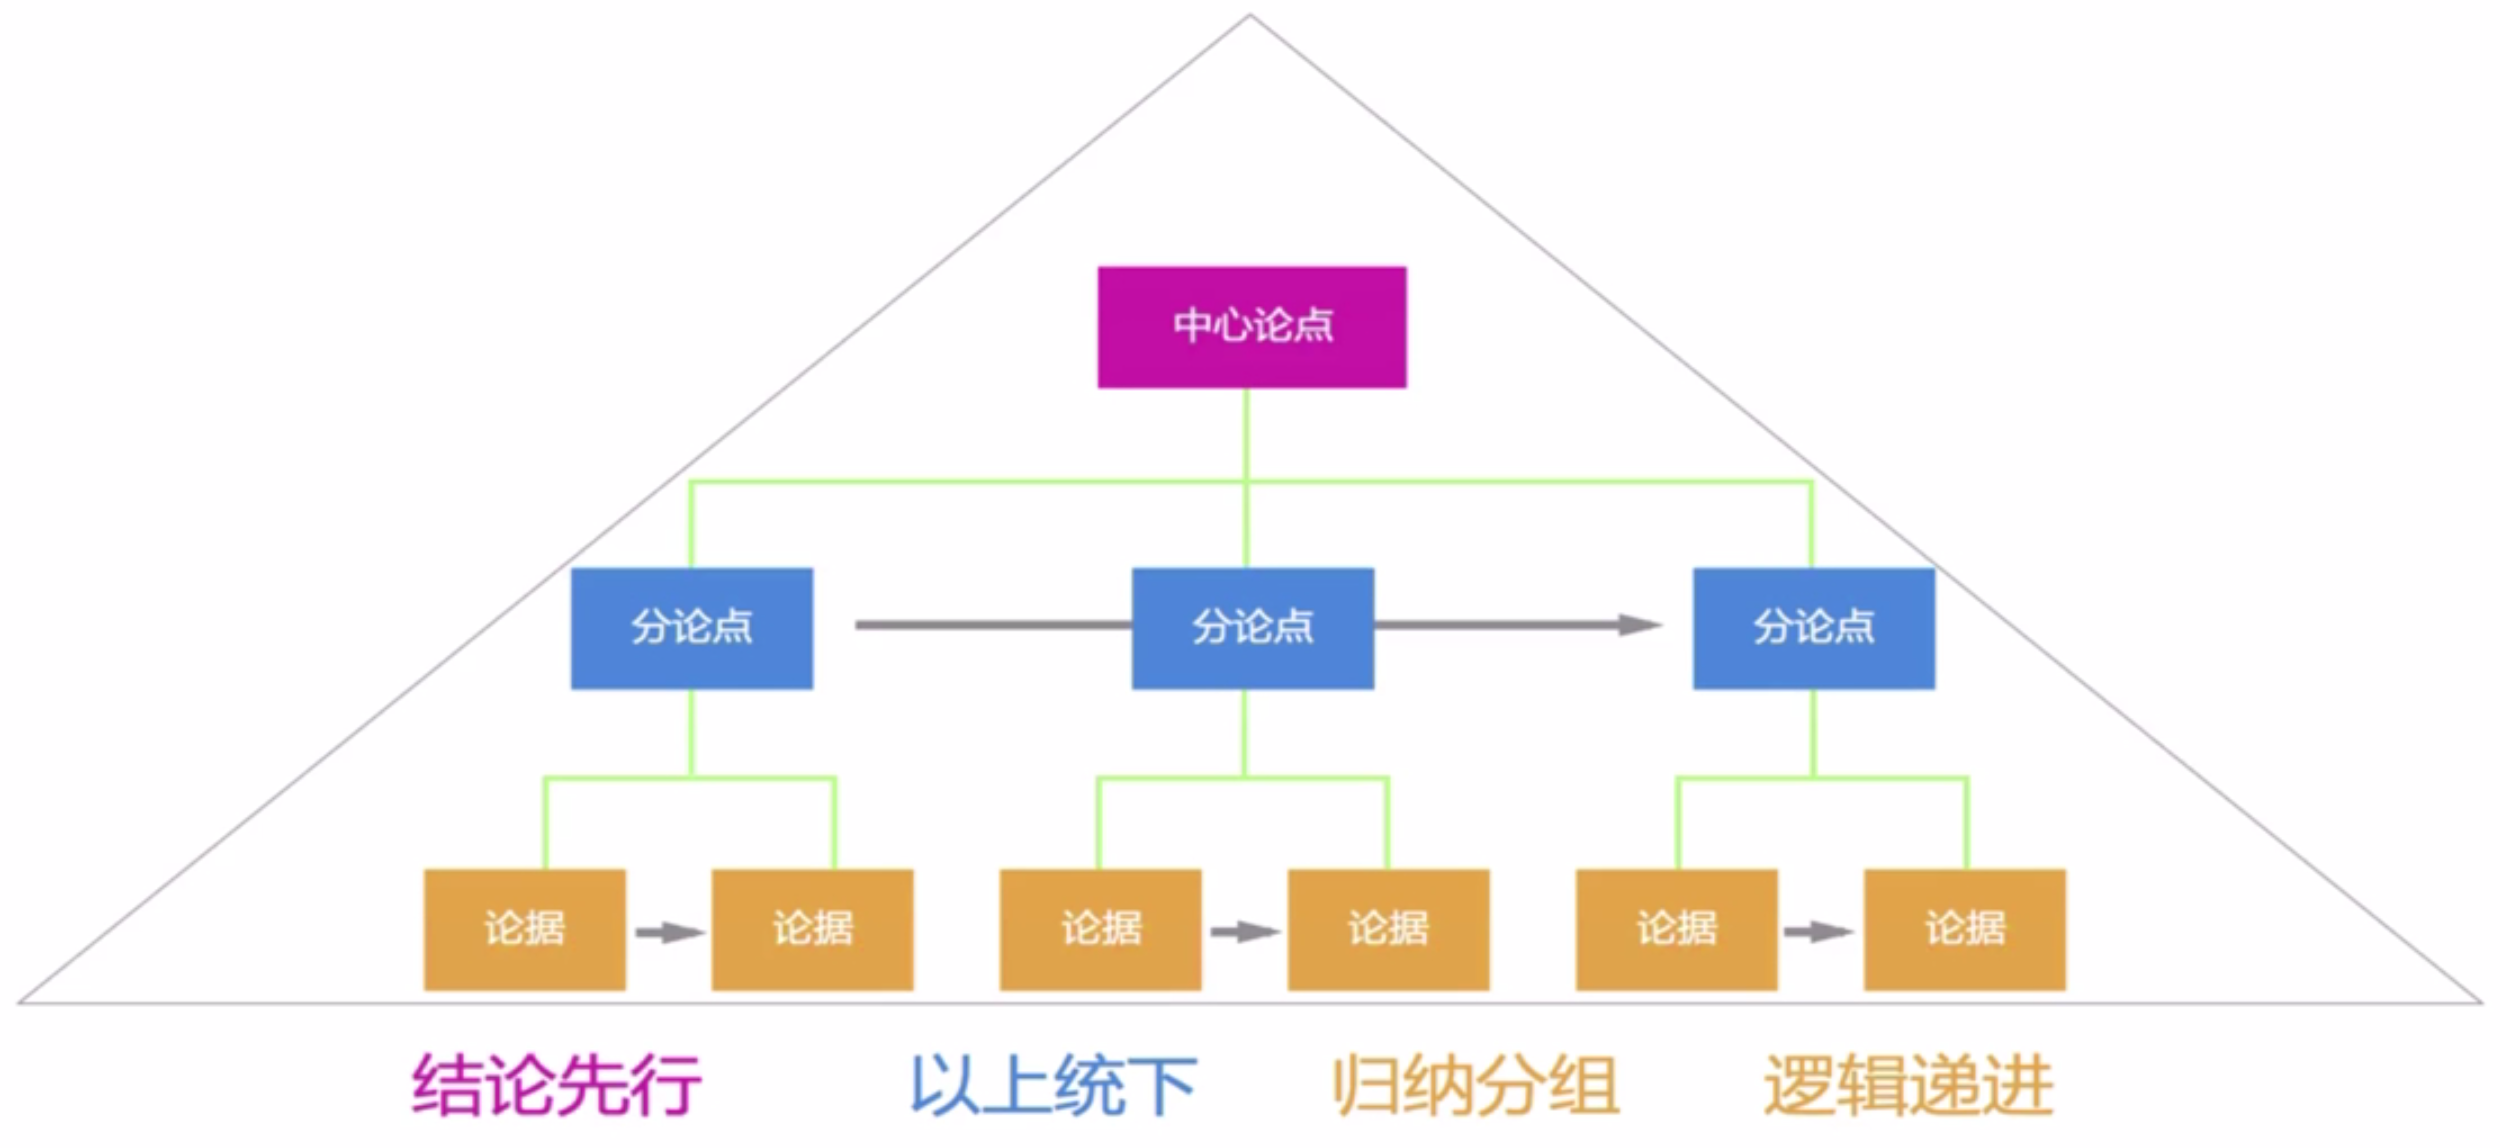 中心论点
分论点 分论点 分论点
论据 论据 论据 论据 论据 论据
结论先行 以上统下 归纳分组 逻辑递进